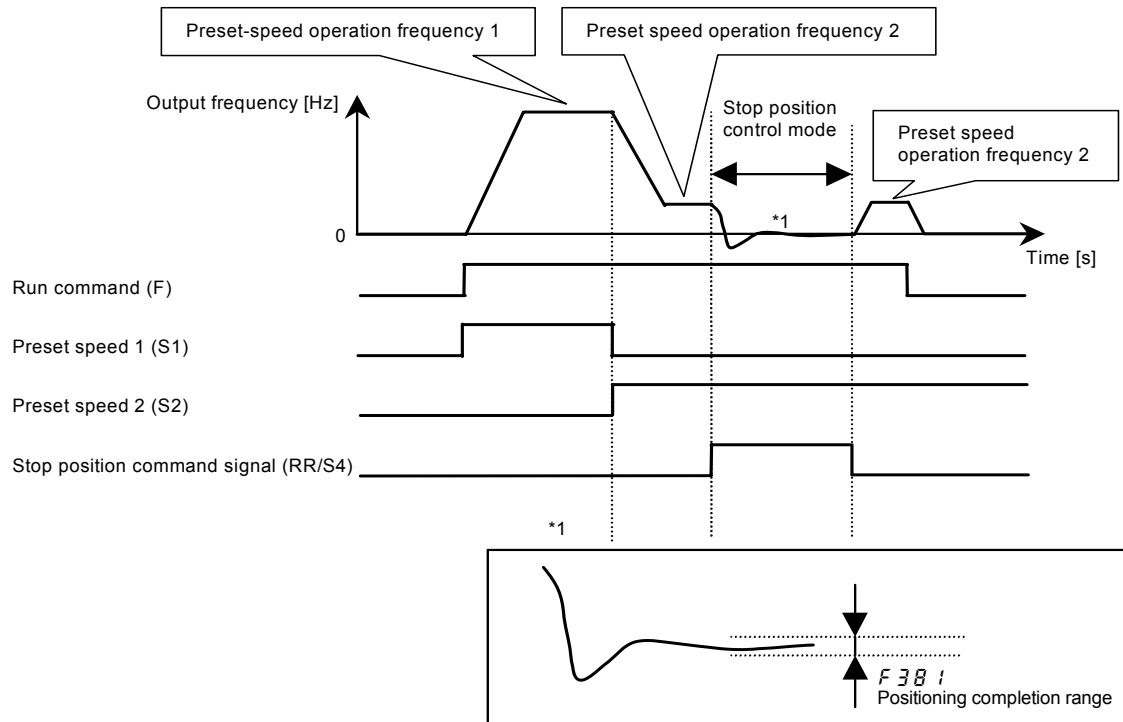 Preset-speed operation frequency 1
Preset speed operation frequency 2
Output frequency [Hz]
Stop position
control mode
Preset speed
operation frequency 2
*1
0
Time [s]
Run command (F)
Preset speed 1 (S1)
Preset speed 2 (S2)
Stop position command signal (RR/S4)
*1
F381
Positioning completion range